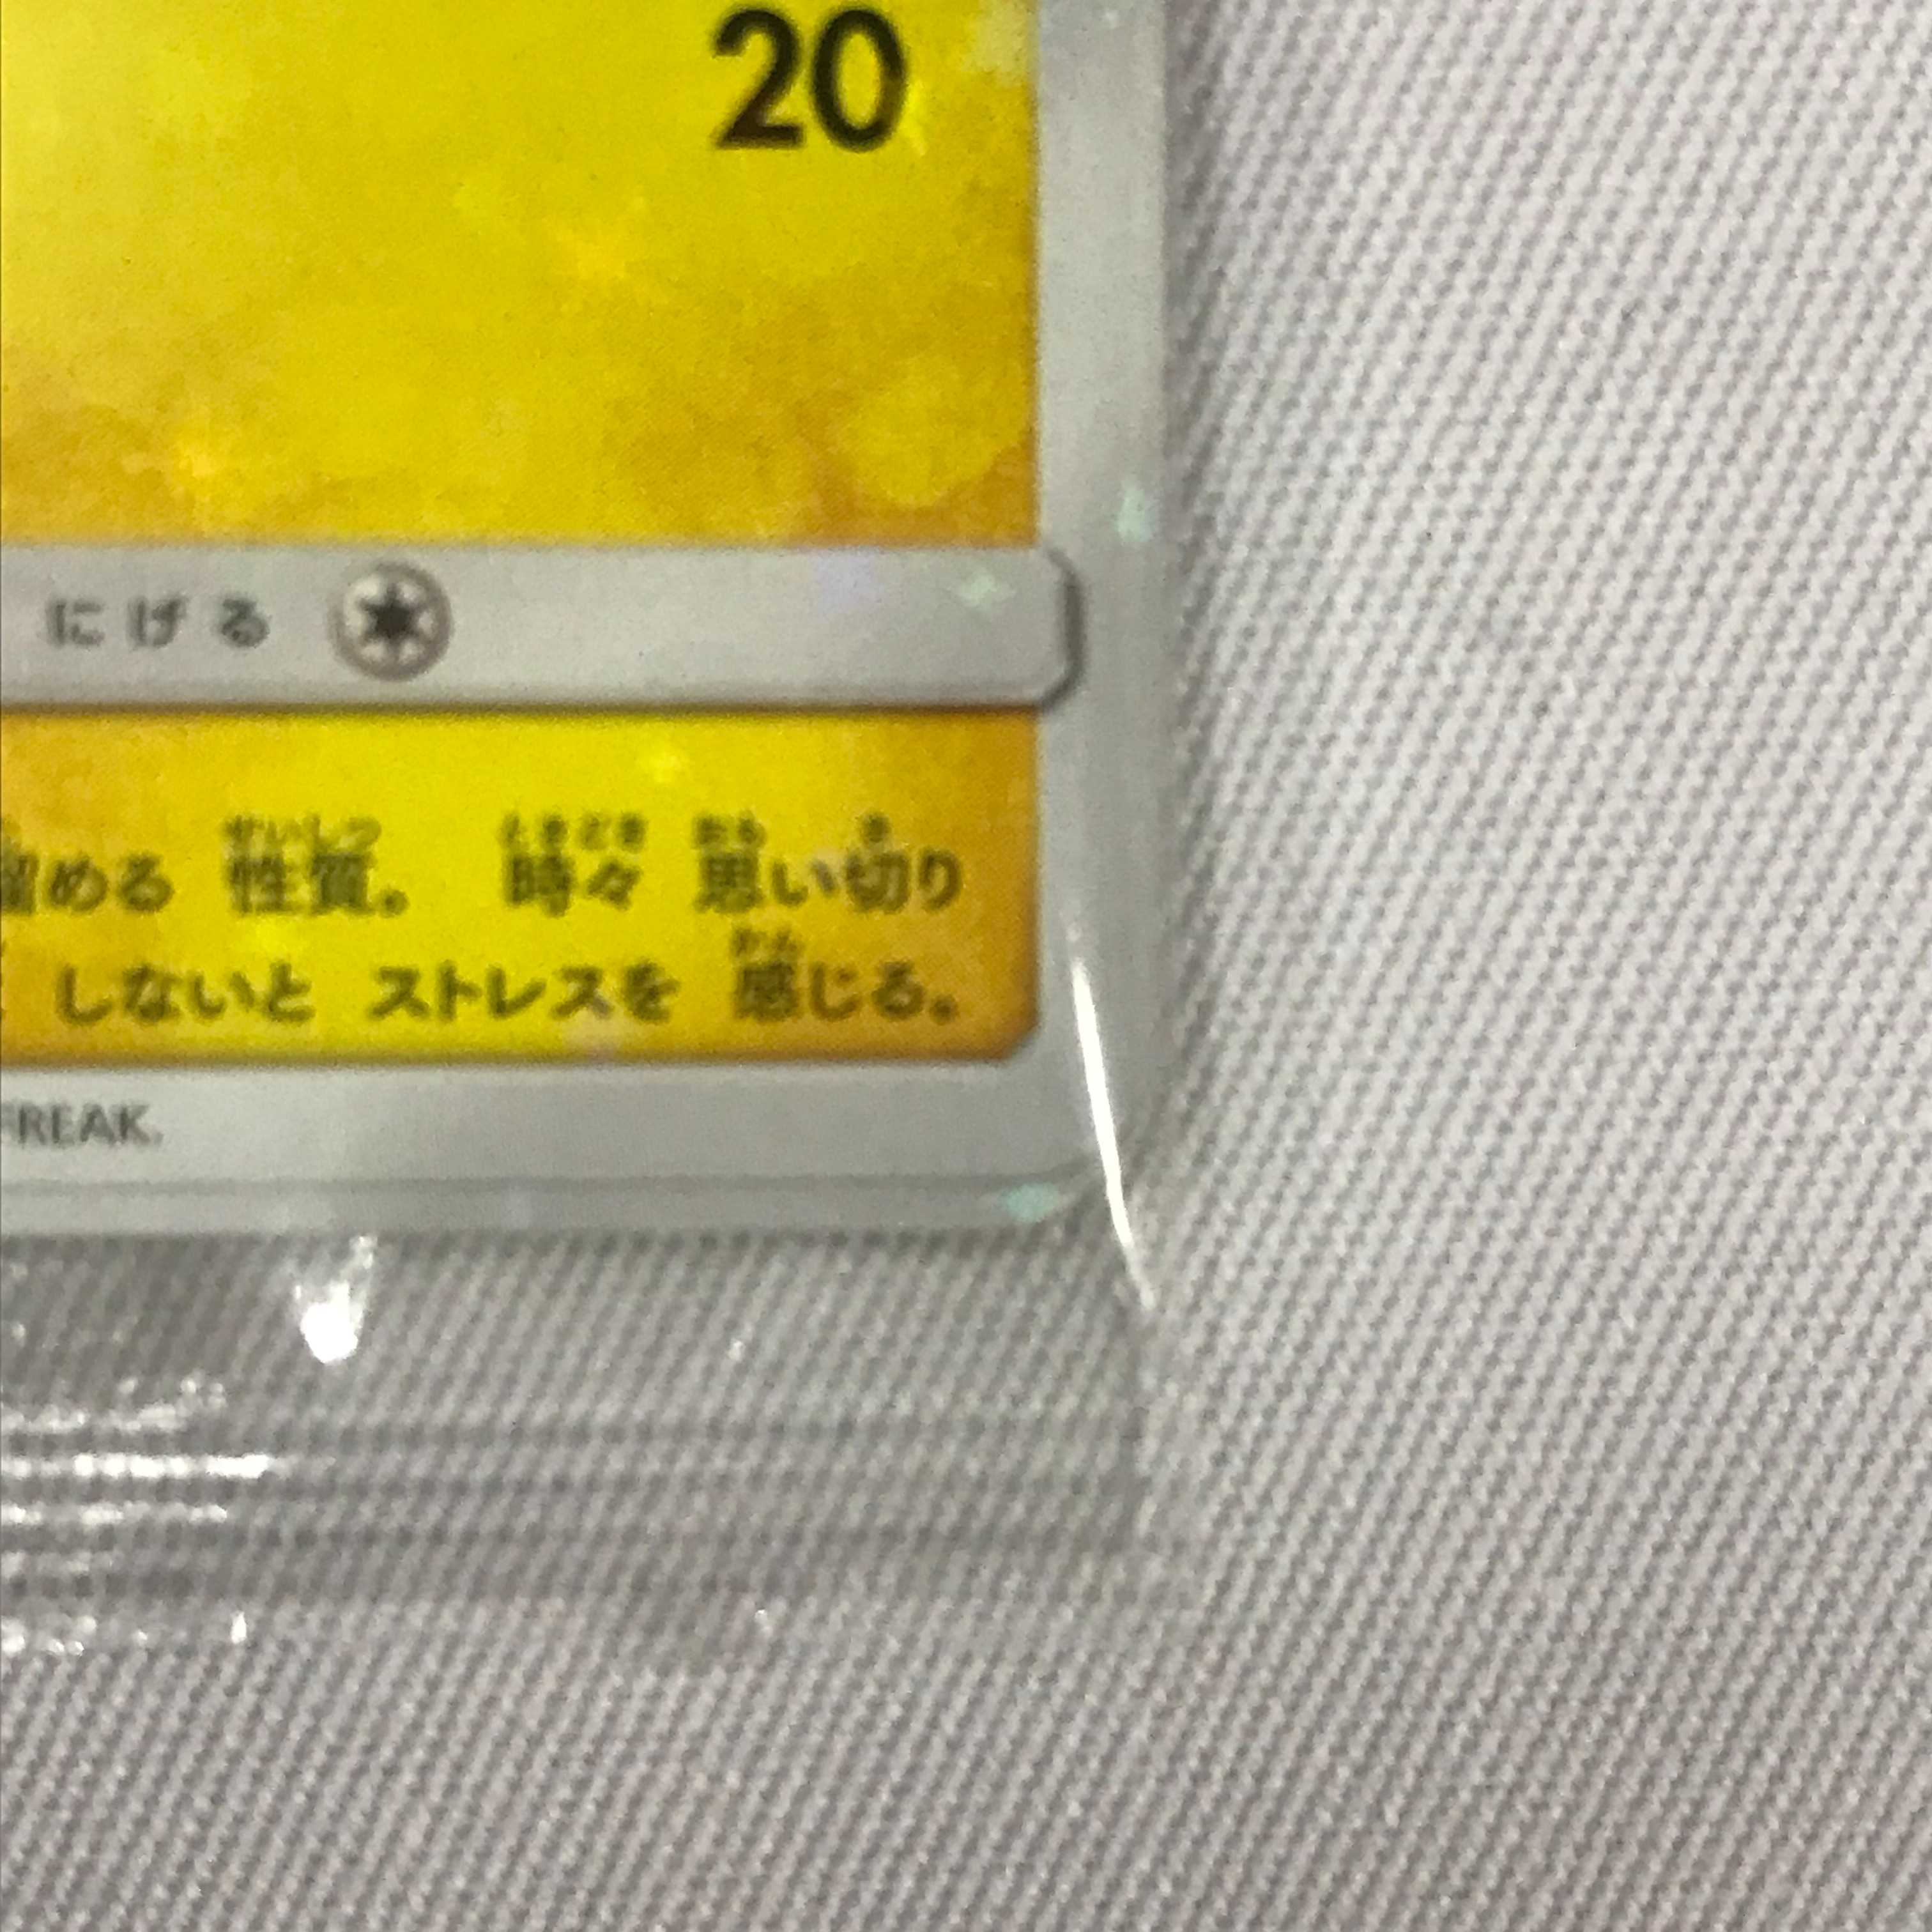 20
にげる
める 性質。 時々 思い切り
しないと ストレスを 感じる。
FREAK.